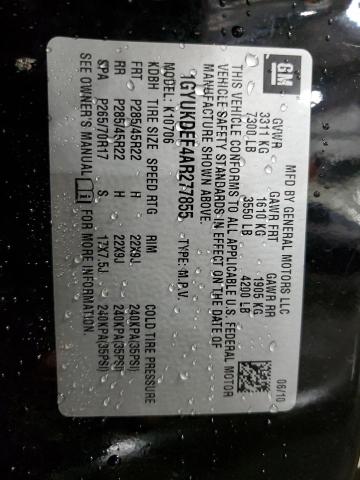 GM
MFD BY GENERAL MOTORS LLC
06/10
GVWR GAWR FRT GAWR RR
3311 KG 1610 KG 1905 KG
7300 LB 3550 LB 4200 LB
THIS VEHICLE CONFORMS TO ALL APPLICABLE U.S. FEDERAL MOTOR
VEHICLE SAFETY STANDARDS IN EFFECT ON THE DATE OF
MANUFACTURE SHOWN ABOVE.
1GYUKDEF4AR277855 TYPE: M.P.V.
MODEL: K10706
KDBH TIRE SIZE SPEED RTG RIM COLD TIRE PRESSURE
FRT P285/45R22 H 22X9J 240KPA(35PSI)
RR P285/45R22 H 22X9J 240KPA(35PSI)
SPA P265/70R17 S 17X7.5J 240KPA(35PSI)
SEE OWNER'S MANUAL